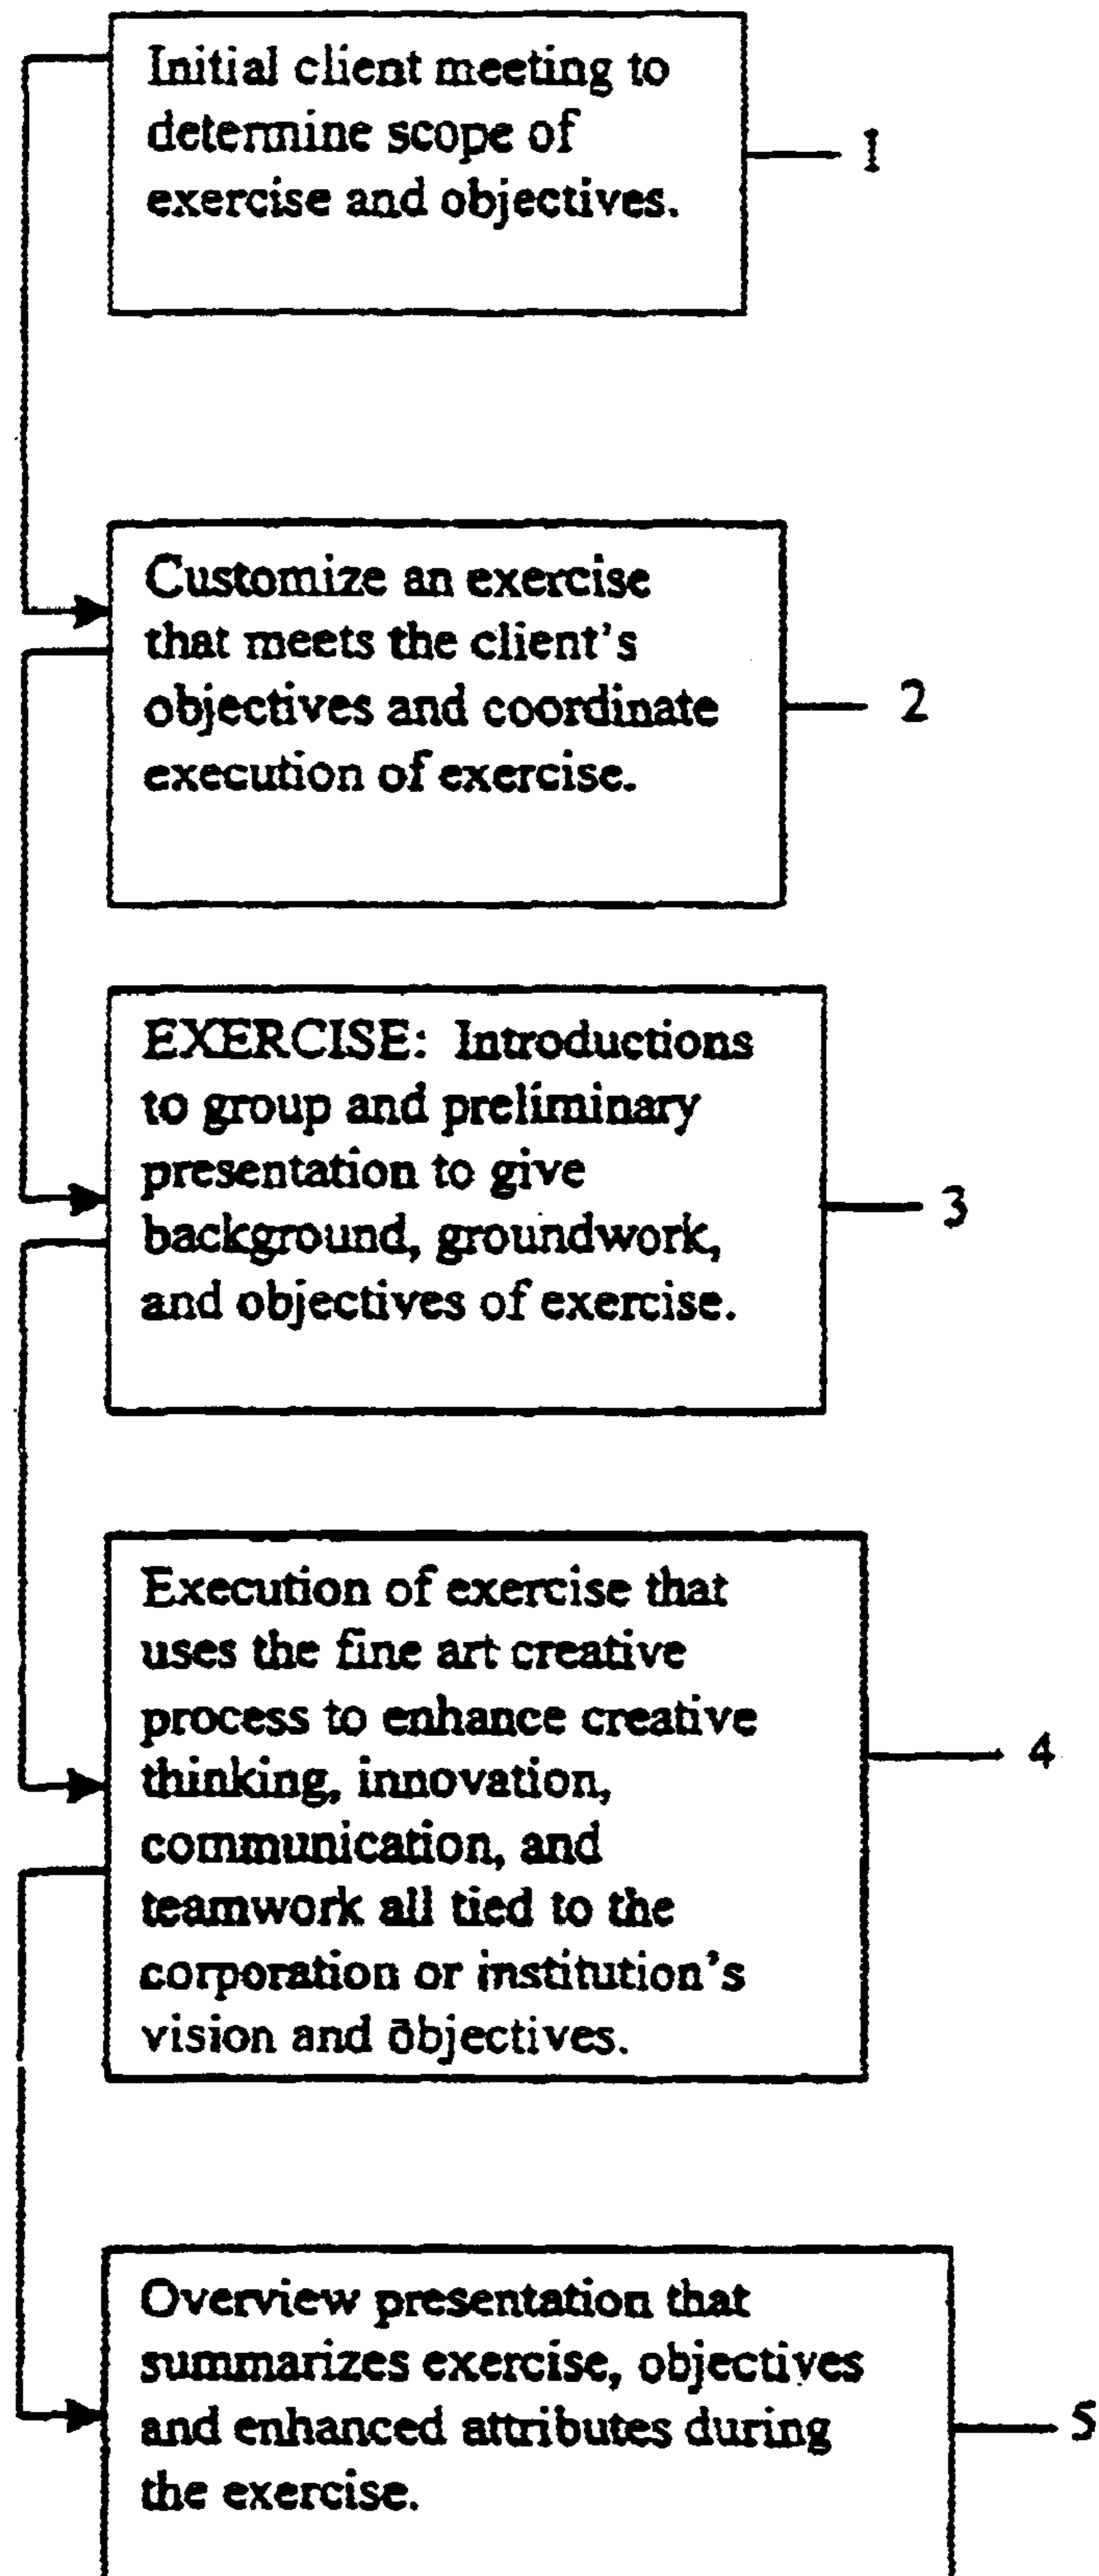 Initial client meeting to
determine scope of
exercise and objectives.
1
Customize an exercise
that meets the client's
objectives and coordinate
execution of exercise.
2
EXERCISE: Introductions
to group and preliminary
presentation to give
background, groundwork,
and objectives of exercise.
3
Execution of exercise that
uses the fine art creative
process to enhance creative
thinking, innovation,
communication, and
teamwork all tied to the
corporation or institution's
vision and objectives.
4
Overview presentation that
summarizes exercise, objectives
and enhanced attributes during
the exercise.
5